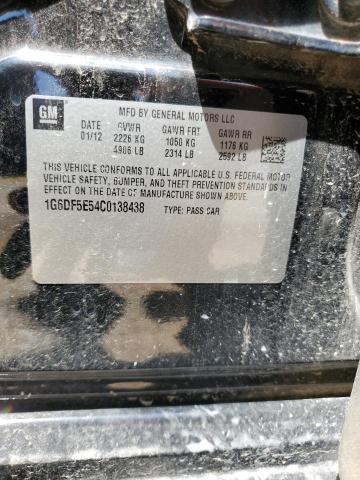 GM
MFD BY GENERAL MOTORS LLC
DATE GVWR GAWR FRT GAWR RR
01/12 2226 KG 1050 KG 1176 KG
4906 LB 2314 LB 2592 LB
THIS VEHICLE CONFORMS TO ALL APPLICABLE U.S. FEDERAL MOTOR
VEHICLE SAFETY, BUMPER, AND THEFT PREVENTION STANDARDS IN
EFFECT ON THE DATE OF MANUFACTURE SHOWN ABOVE.
1G6DF5E54C0138438 TYPE: PASS CAR